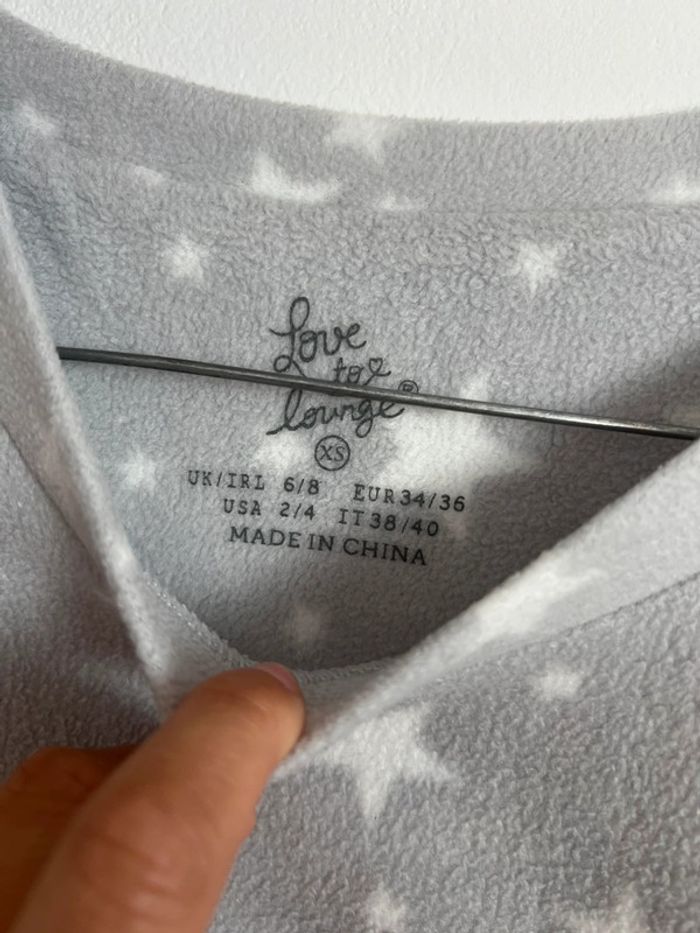 Love
to
lounge®
XS
UK/IRL 6/8 EUR 34/36
USA 2/4 IT 38/40
MADE IN CHINA